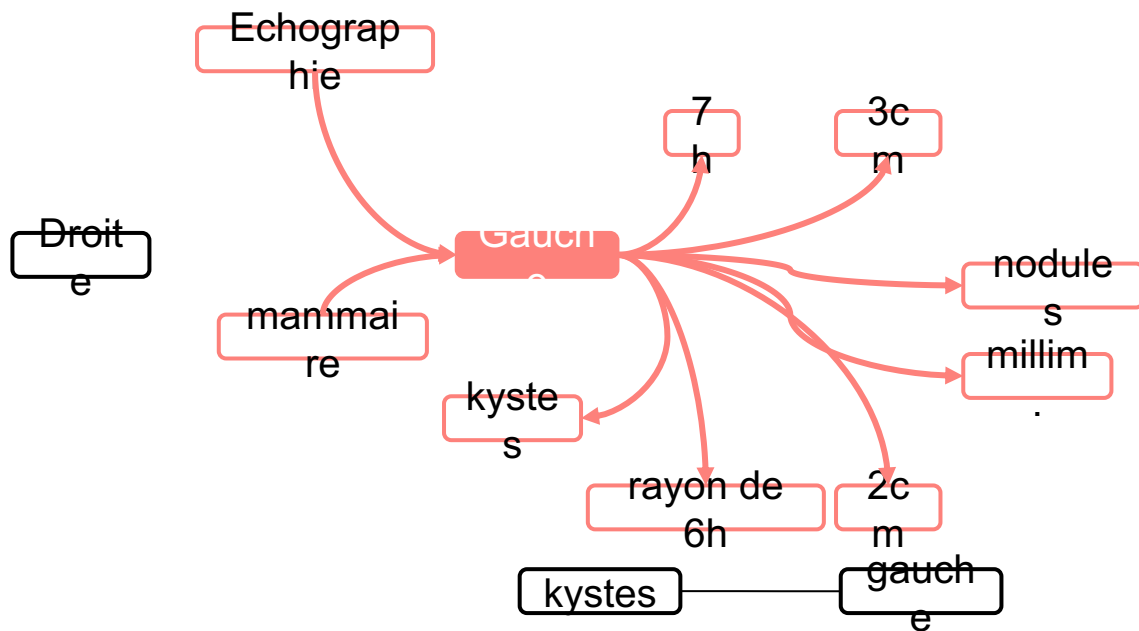 Echograp
hie
7
h
3c
m
Droit
e
Gauch
e
nodule
s
mammai
re
millim
.
kyste
s
rayon de
6h
2c
m
kystes
gauch
e